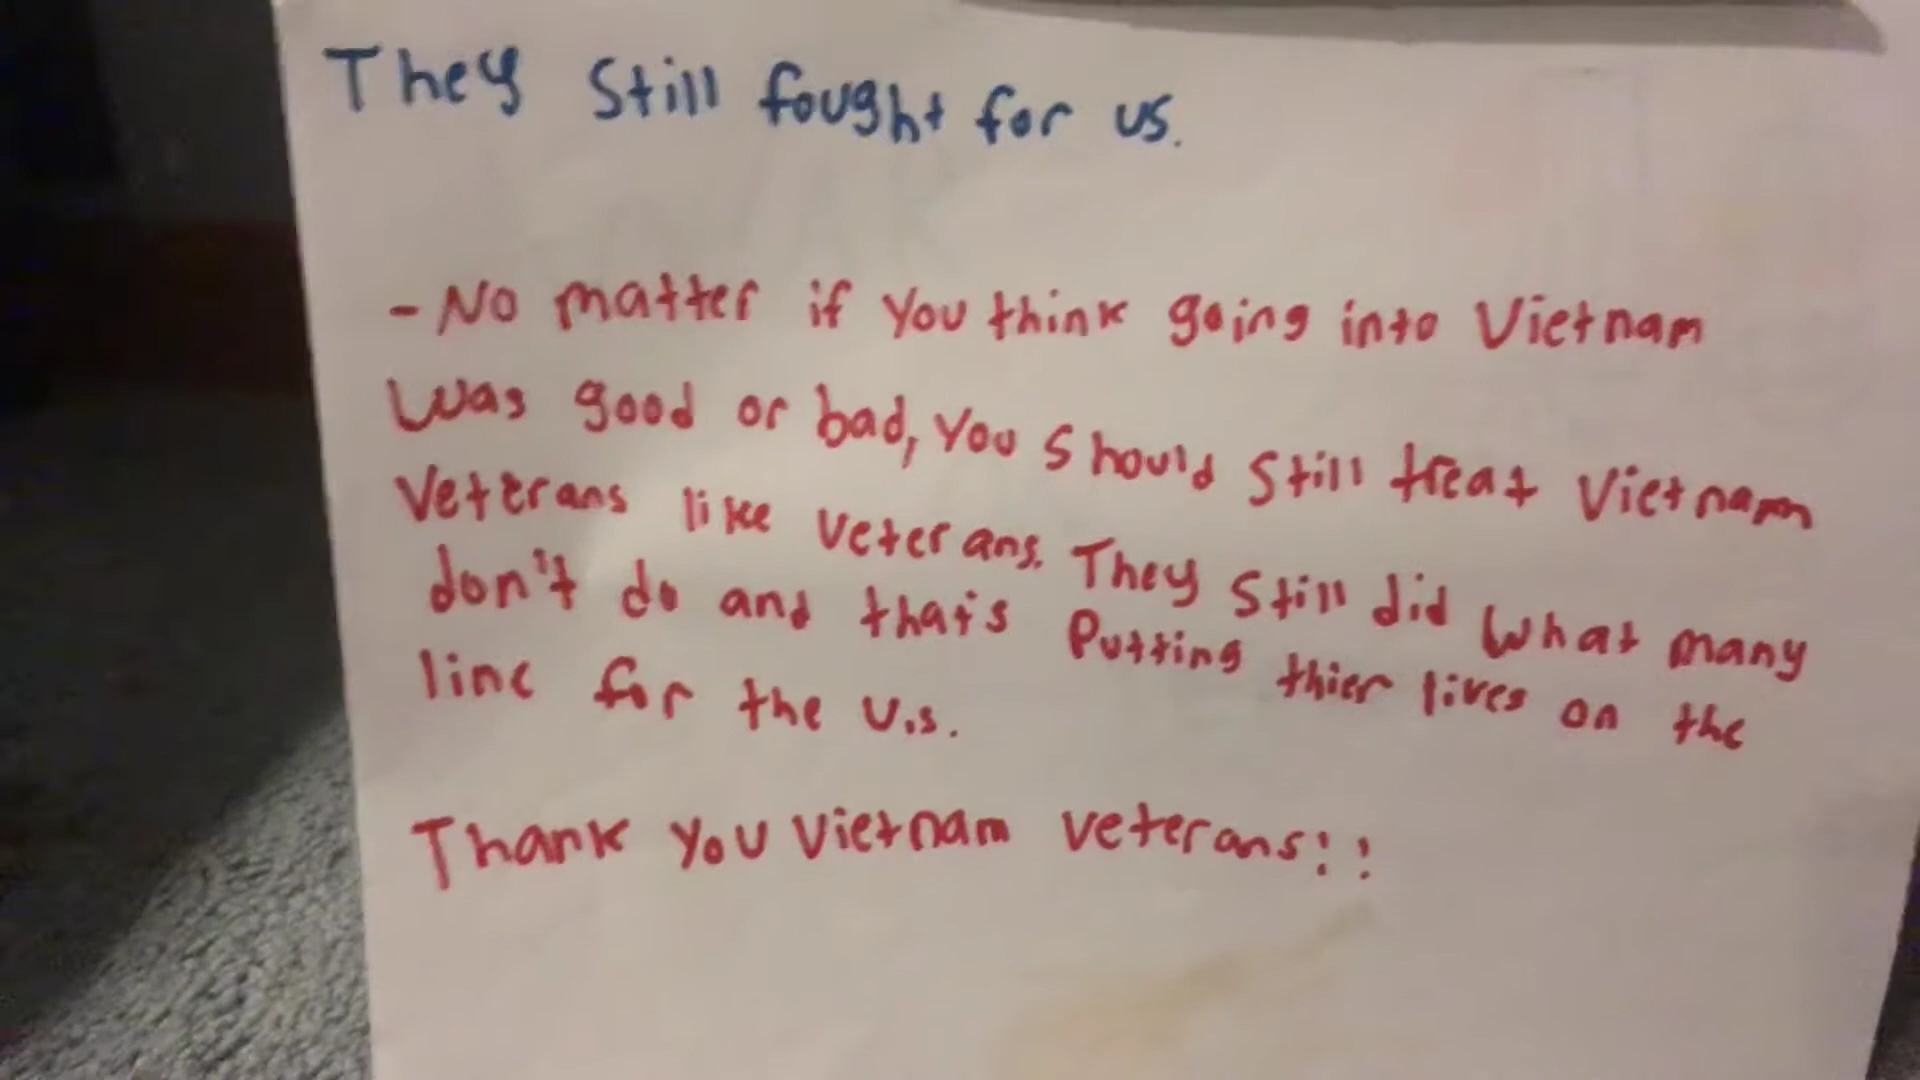 They Still fought for us.
- No matter if you think going into Vietnam
was good or bad, you should still treat Vietnam
Veterans like veterans. They still did what many
don't do and that's Putting thier lives on the
line for the U.S.
Thank you Vietnam veterans!!